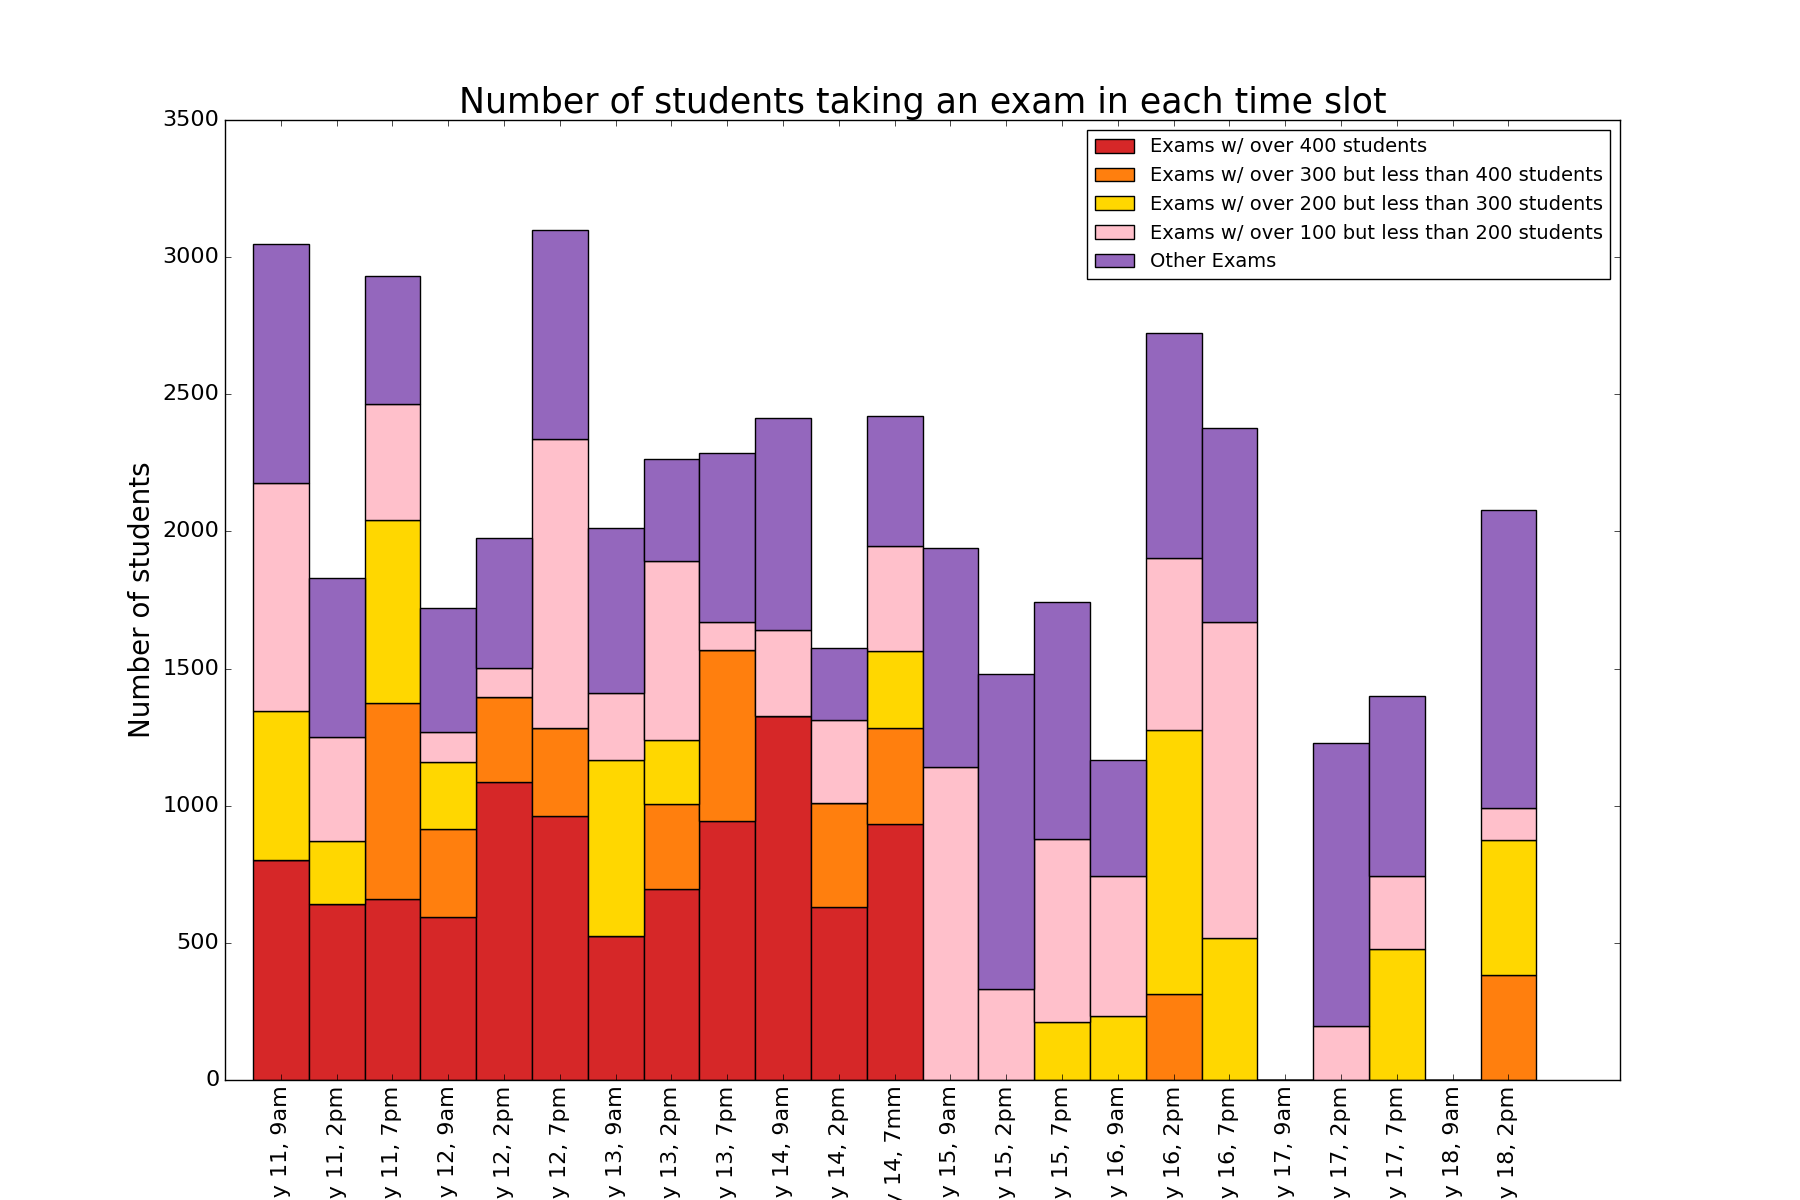 Number of students taking an exam in each time slot
Exams w/ over 400 students
Exams w/ over 300 but less than 400 students
Exams w/ over 200 but less than 300 students
Exams w/ over 100 but less than 200 students
Other Exams
Number of students
3500
3000
2500
2000
1500
1000
500
0
y 11, 9am
y 11, 2pm
y 11, 7pm
y 12, 9am
y 12, 2pm
y 12, 7pm
y 13, 9am
y 13, 2pm
y 13, 7pm
y 14, 9am
y 14, 2pm
y 14, 7mm
y 15, 9am
y 15, 2pm
y 15, 7pm
y 16, 9am
y 16, 2pm
y 16, 7pm
y 17, 9am
y 17, 2pm
y 17, 7pm
y 18, 9am
y 18, 2pm